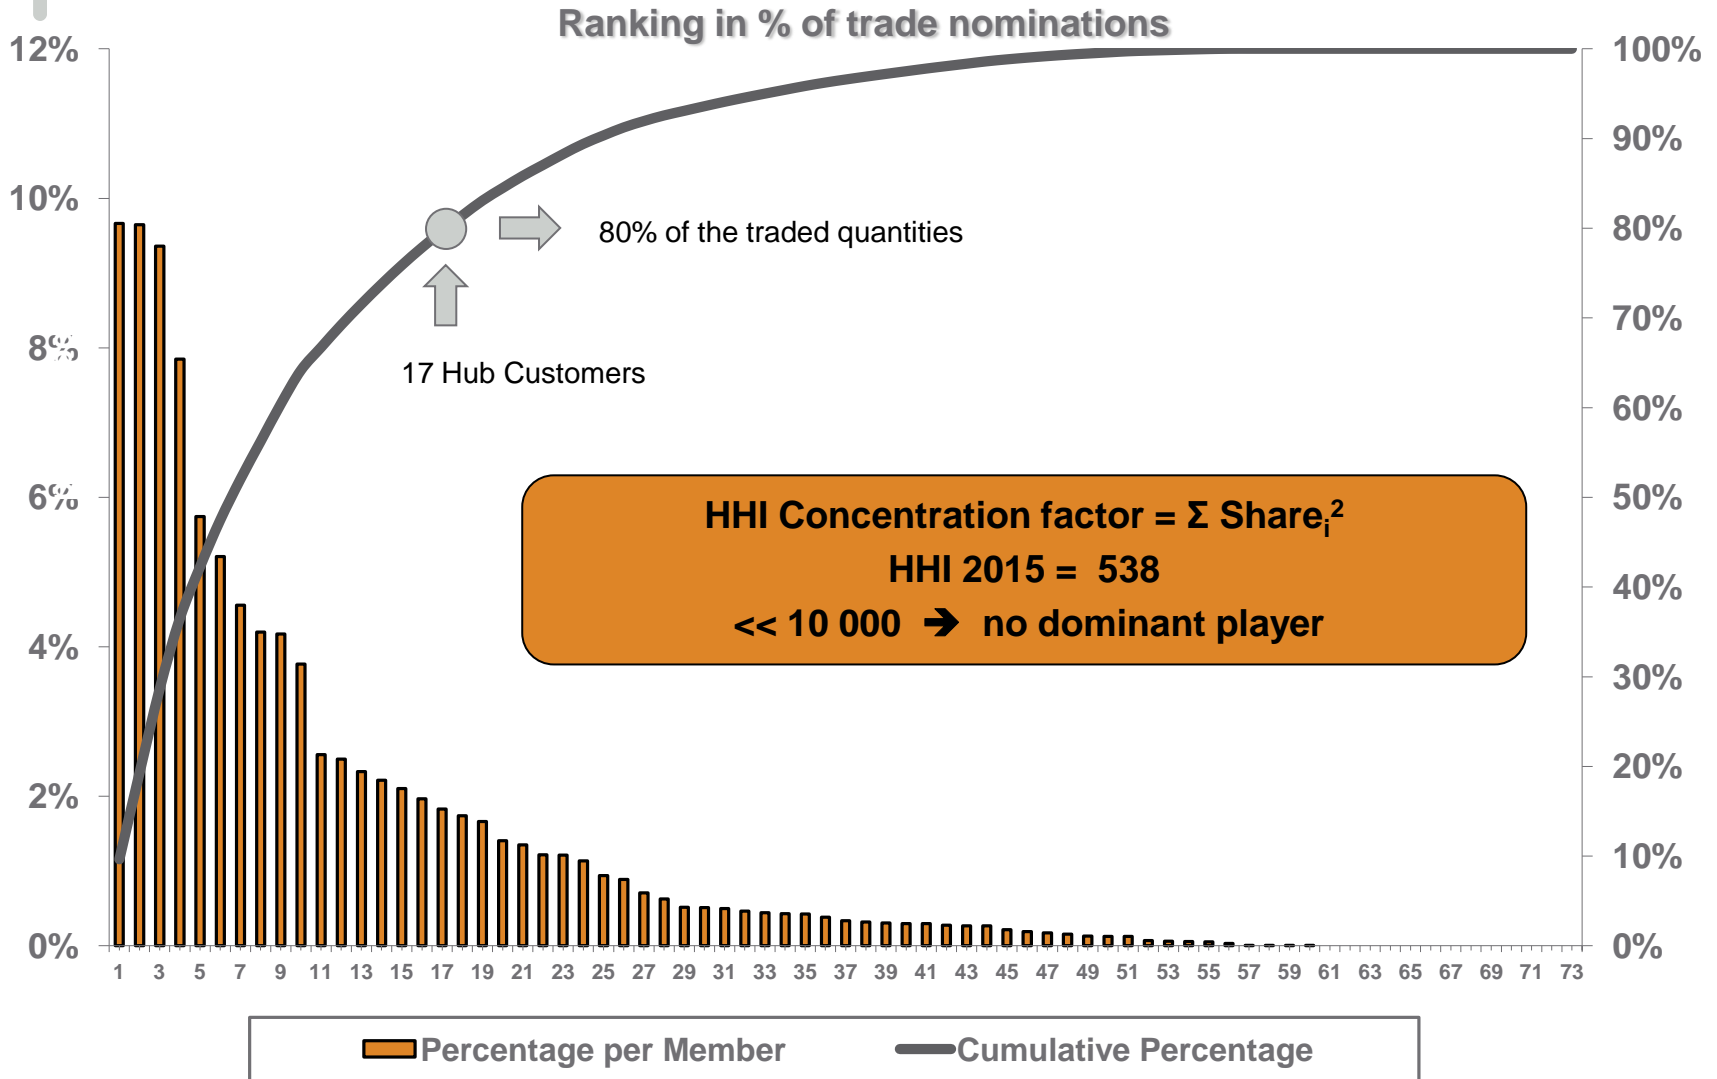 Ranking in % of trade nominations
12%
10%
8%
6%
4%
2%
0%
100%
90%
80%
70%
60%
50%
40%
30%
20%
10%
0%
80% of the traded quantities
17 Hub Customers
HHI Concentration factor = Σ Shareᵢ²
HHI 2015 = 538
<< 10 000 ➔ no dominant player
1 3 5 7 9 11 13 15 17 19 21 23 25 27 29 31 33 35 37 39 41 43 45 47 49 51 53 55 57 59 61 63 65 67 69 71 73
Percentage per Member Cumulative Percentage